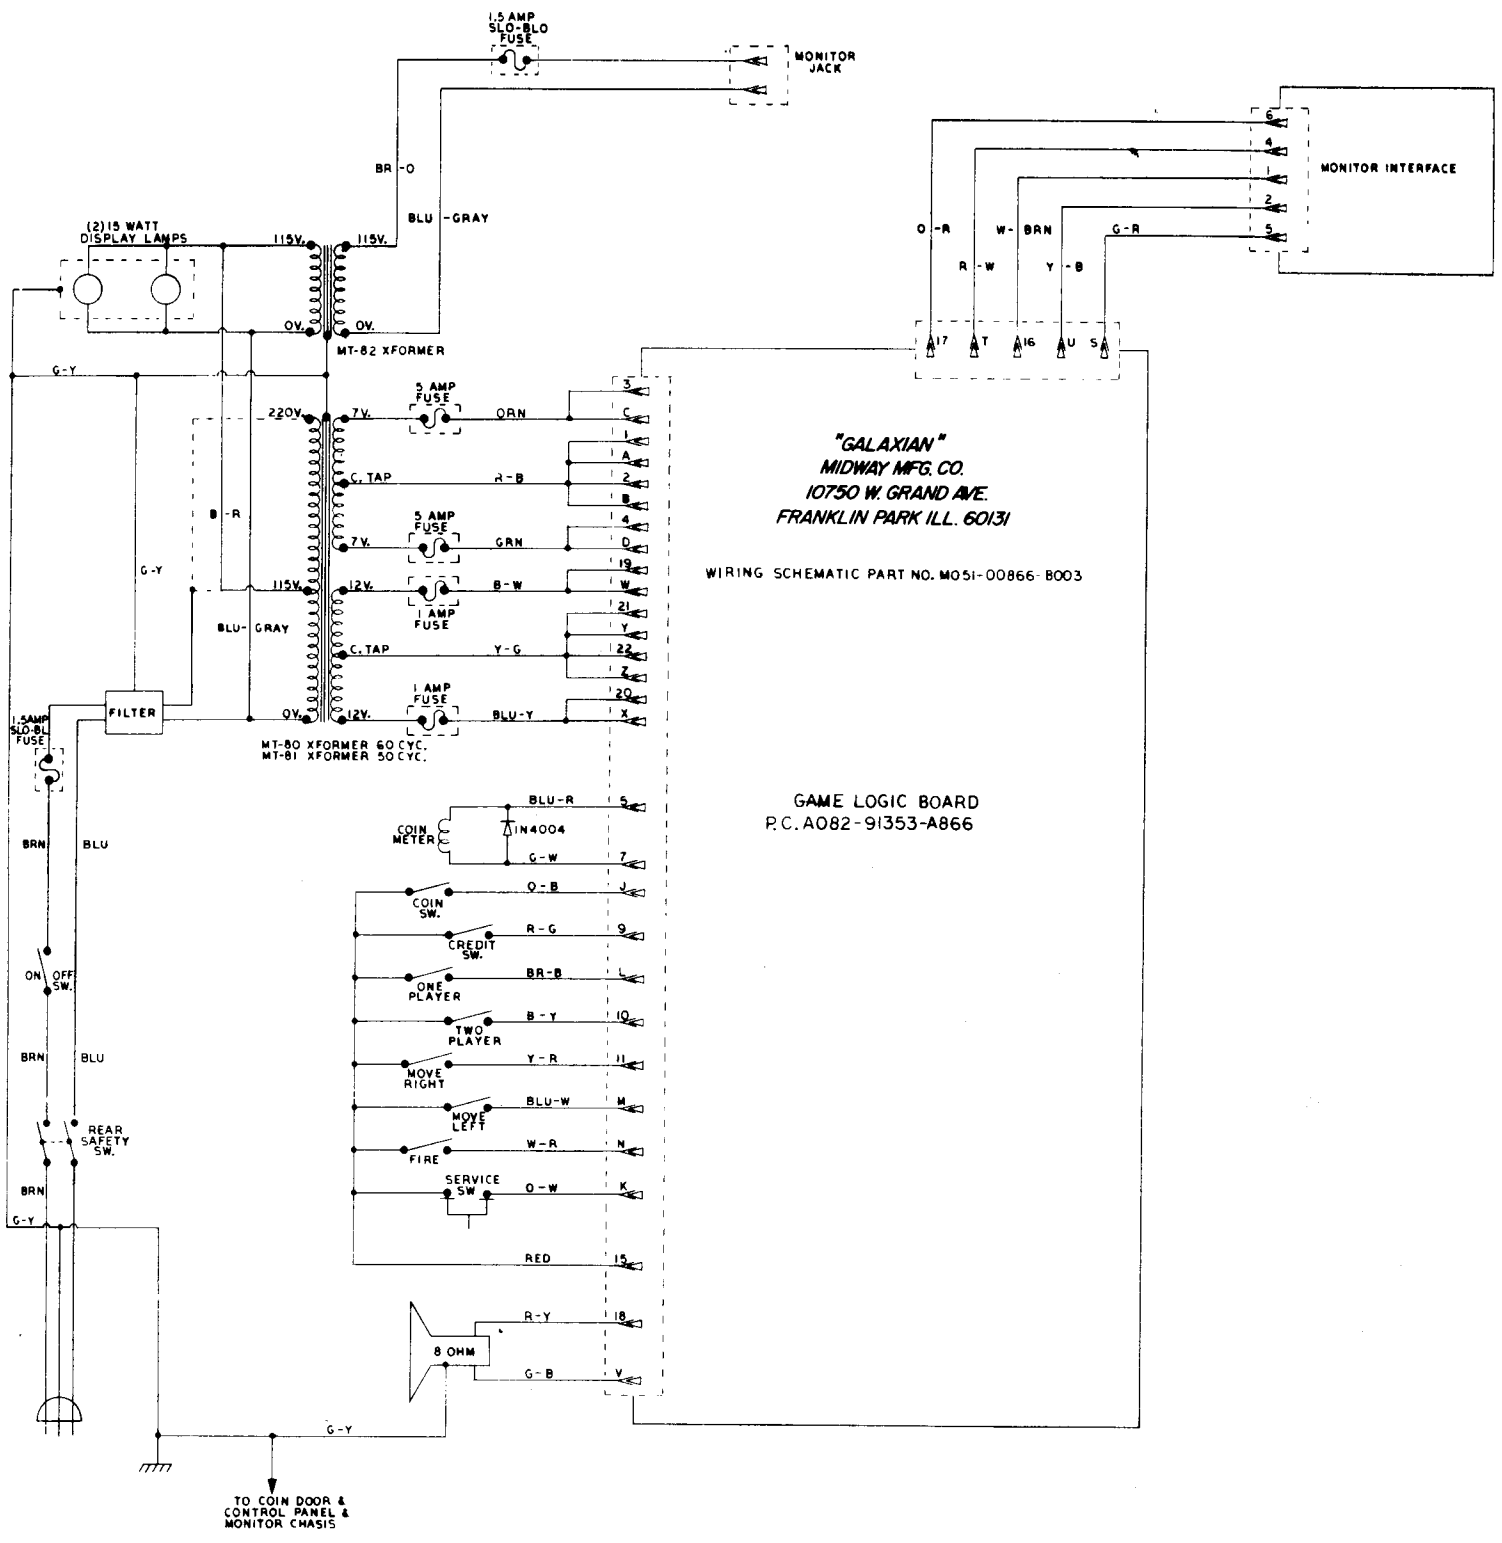 1.5 AMP
SLO-BLO
FUSE
MONITOR
JACK
BR-O
BLU-GRAY
6
4
1
2
5
MONITOR INTERFACE
O-R
R-W
W-BRN
Y-B
G-R
17
T
16
U
S
(2) 15 WATT
DISPLAY LAMPS
115V.
115V.
0V.
0V.
MT-82 XFORMER
G-Y
220V.
7V.
5 AMP
FUSE
ORN
3
C
1
A
C. TAP
R-B
2
B
B-R
5 AMP
FUSE
7V.
GRN
4
D
G-Y
115V.
12V.
B-W
19
W
1 AMP
FUSE
21
Y
BLU-GRAY
C. TAP
Y-G
22
Z
1 AMP
FUSE
20
0V.
12V.
BLU-Y
X
FILTER
1.5AMP
SLO-BL
FUSE
MT-80 XFORMER 60 CYC.
MT-81 XFORMER 50 CYC.
"GALAXIAN"
MIDWAY MFG. CO.
10750 W. GRAND AVE.
FRANKLIN PARK ILL. 60131
WIRING SCHEMATIC PART NO. M051-00866-B003
GAME LOGIC BOARD
P.C. A082-91353-A866
COIN
METER
IN4004
BLU-R
5
G-W
7
COIN
SW.
O-B
J
CREDIT
SW.
R-G
9
ONE
PLAYER
BR-B
L
TWO
PLAYER
B-Y
10
MOVE
RIGHT
Y-R
11
MOVE
LEFT
BLU-W
M
FIRE
W-R
N
SERVICE
SW
O-W
K
RED
15
R-Y
18
8 OHM
G-B
V
BRN
BLU
ON
OFF
SW.
BRN
BLU
REAR
SAFETY
SW.
BRN
G-Y
G-Y
TO COIN DOOR &
CONTROL PANEL &
MONITOR CHASIS